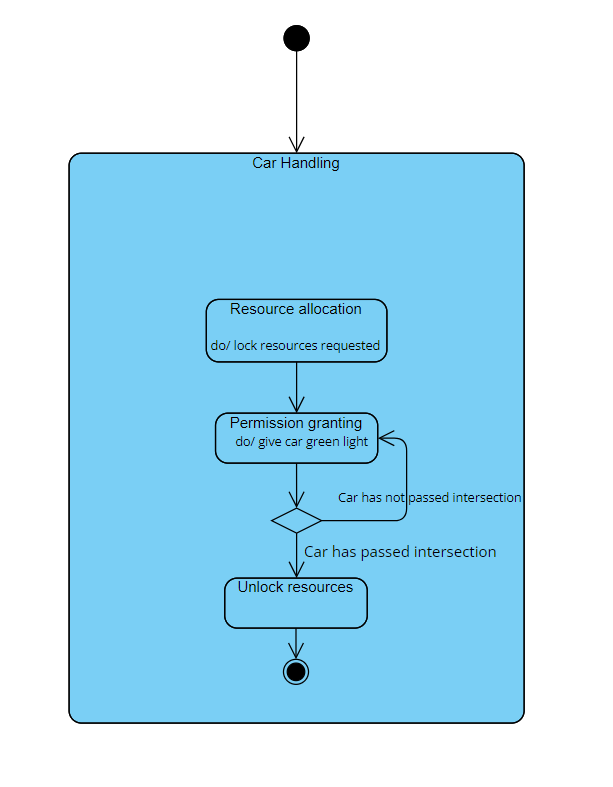 Car Handling
Resource allocation
do/ lock resources requested
Permission granting
do/ give car green light
Car has not passed intersection
Car has passed intersection
Unlock resources